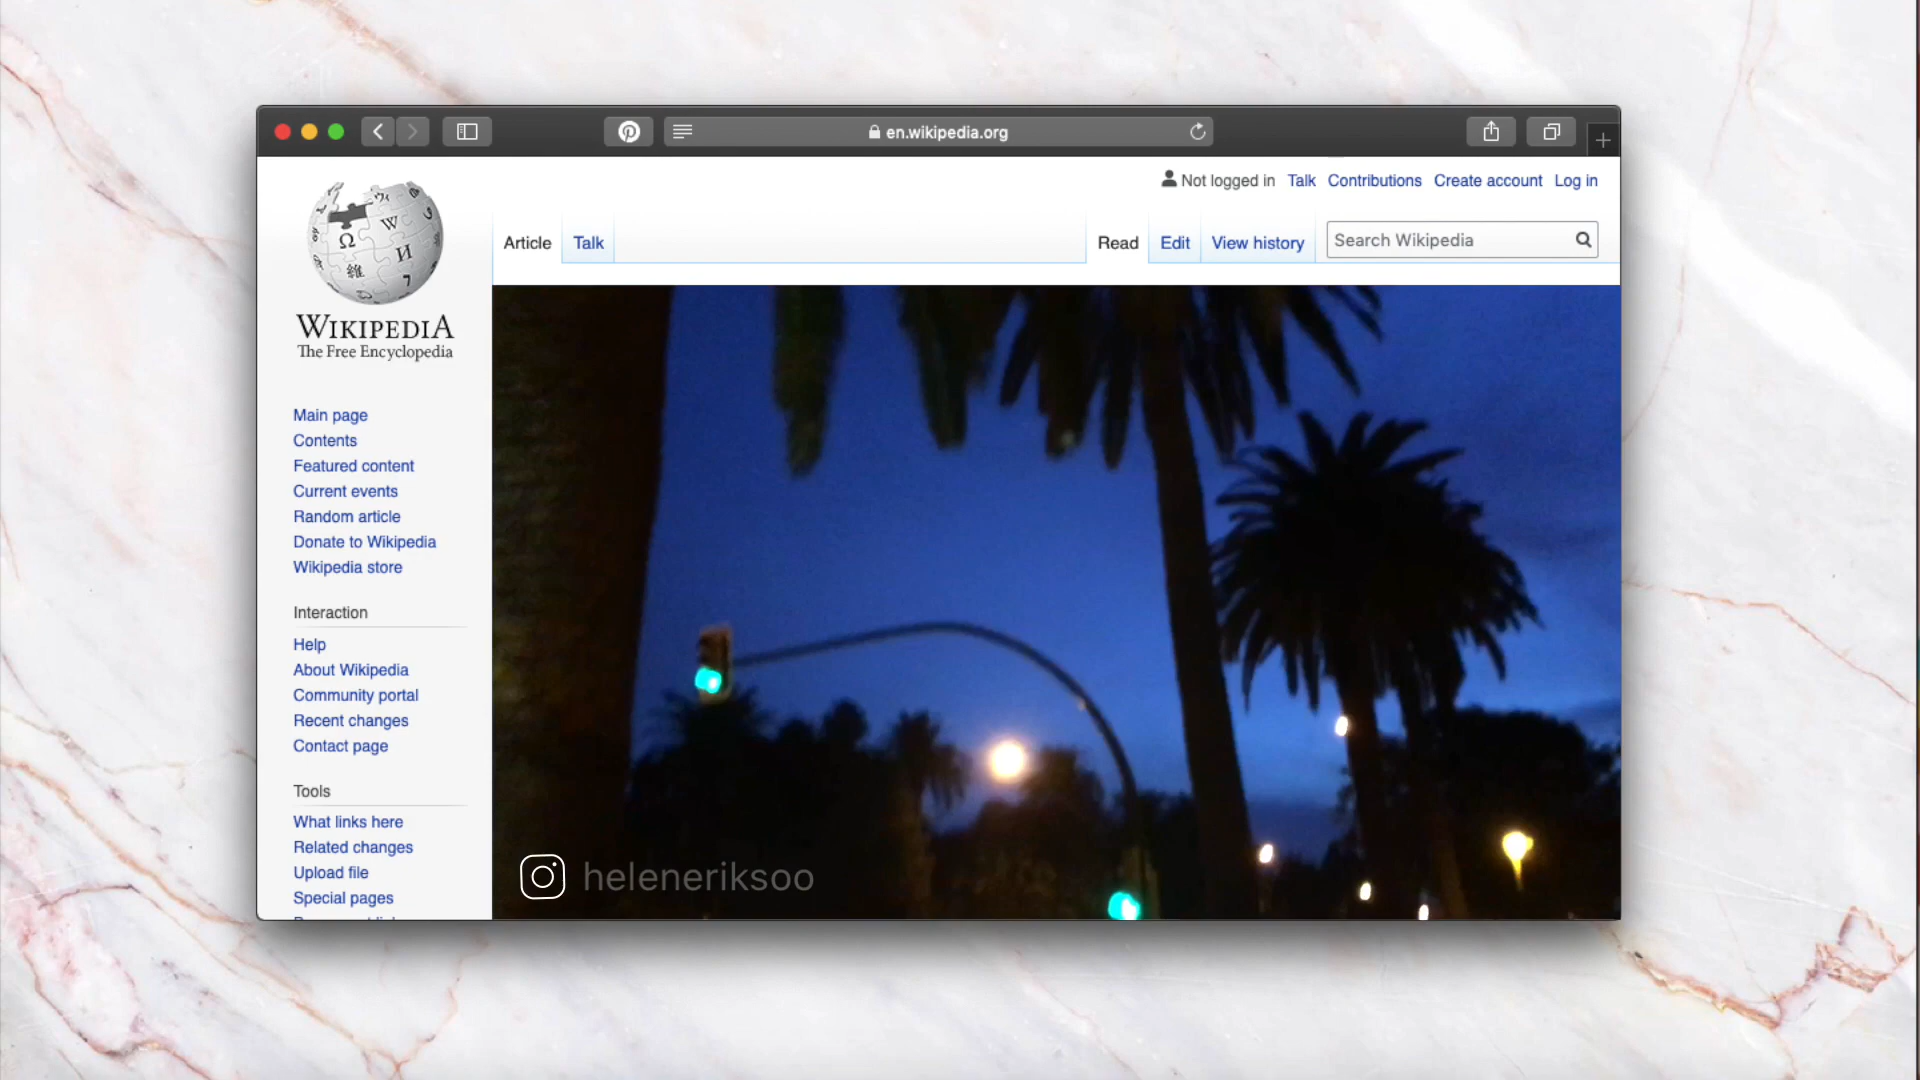 en.wikipedia.org
Not logged in Talk Contributions Create account Log in
Article Talk Read Edit View history Search Wikipedia
Ω W И 維
WIKIPEDIA
The Free Encyclopedia
Main page
Contents
Featured content
Current events
Random article
Donate to Wikipedia
Wikipedia store
Interaction
Help
About Wikipedia
Community portal
Recent changes
Contact page
Tools
What links here
Related changes
Upload file
Special pages
heleneriksoo